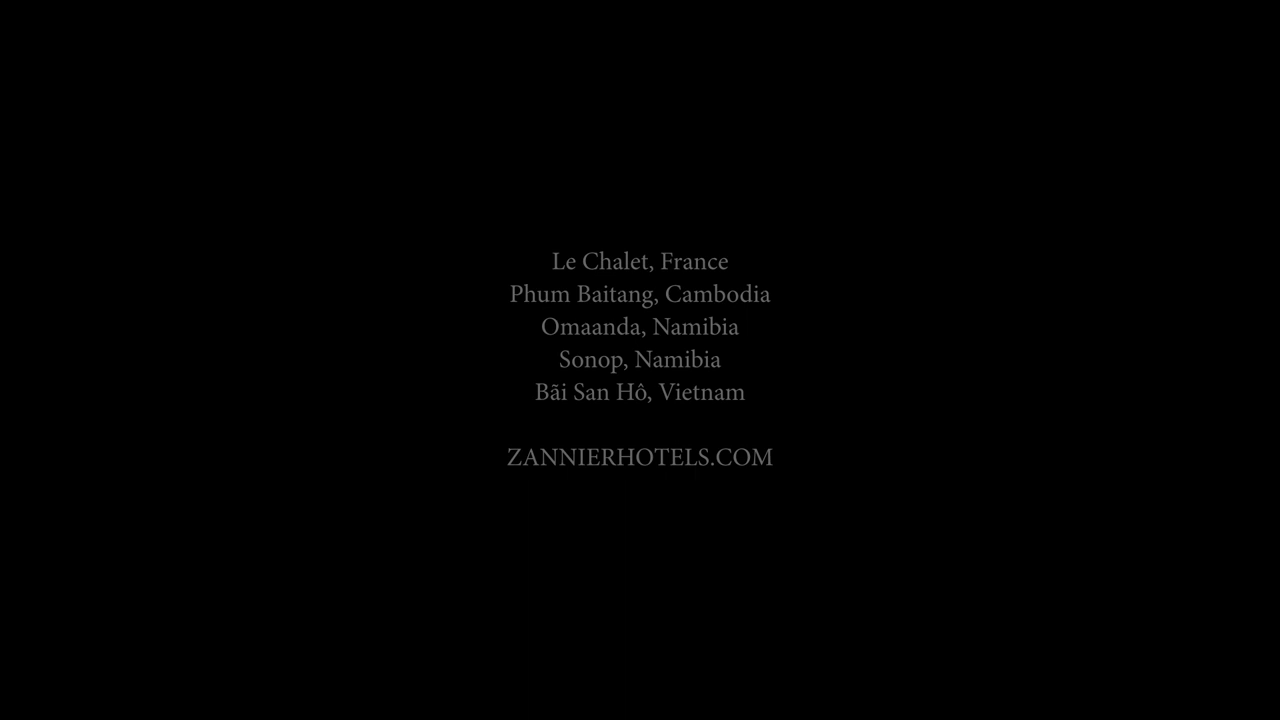 Le Chalet, France
Phum Baitang, Cambodia
Omaanda, Namibia
Sonop, Namibia
Bãi San Hô, Vietnam
ZANNIERHOTELS.COM